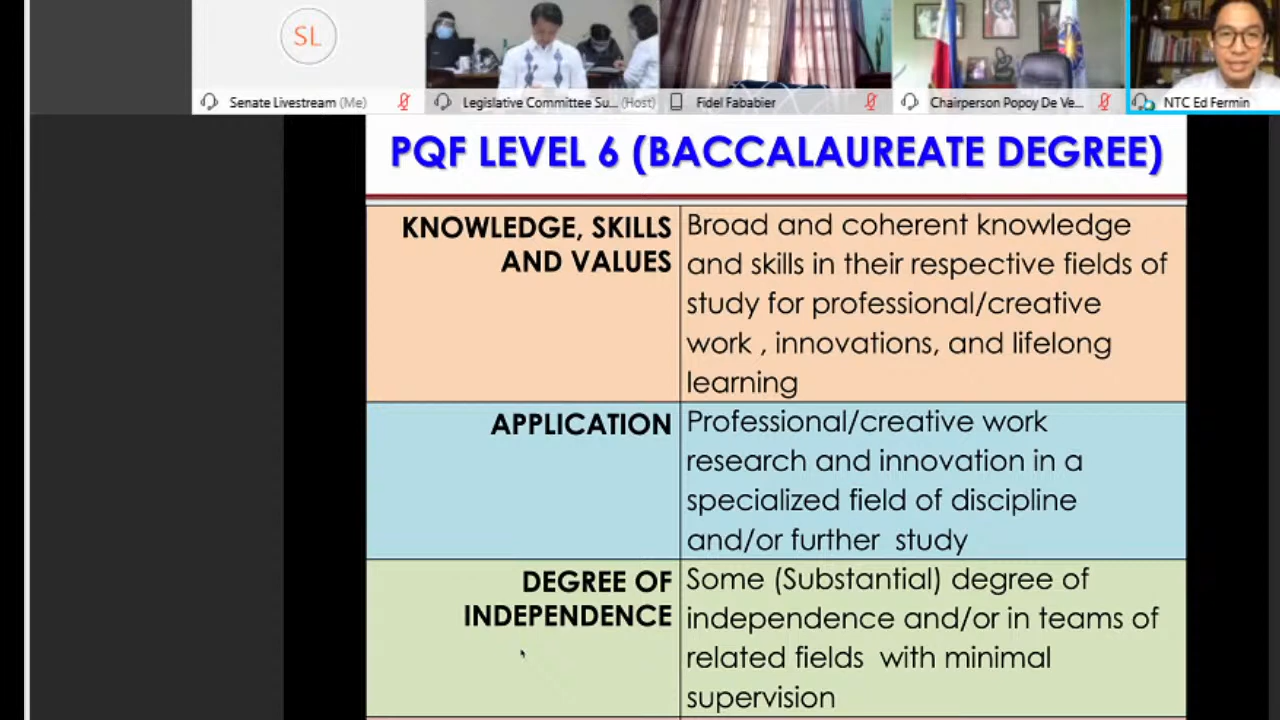 SL
Senate Livestream (Me)
Legislative Committee Su... (Host)
Fidel Fababier
Chairperson Popoy De Ve...
NTC Ed Fermin
PQF LEVEL 6 (BACCALAUREATE DEGREE)
KNOWLEDGE, SKILLS
AND VALUES
Broad and coherent knowledge
and skills in their respective fields of
study for professional/creative
work , innovations, and lifelong
learning
APPLICATION
Professional/creative work
research and innovation in a
specialized field of discipline
and/or further study
DEGREE OF
INDEPENDENCE
Some (Substantial) degree of
independence and/or in teams of
related fields with minimal
supervision